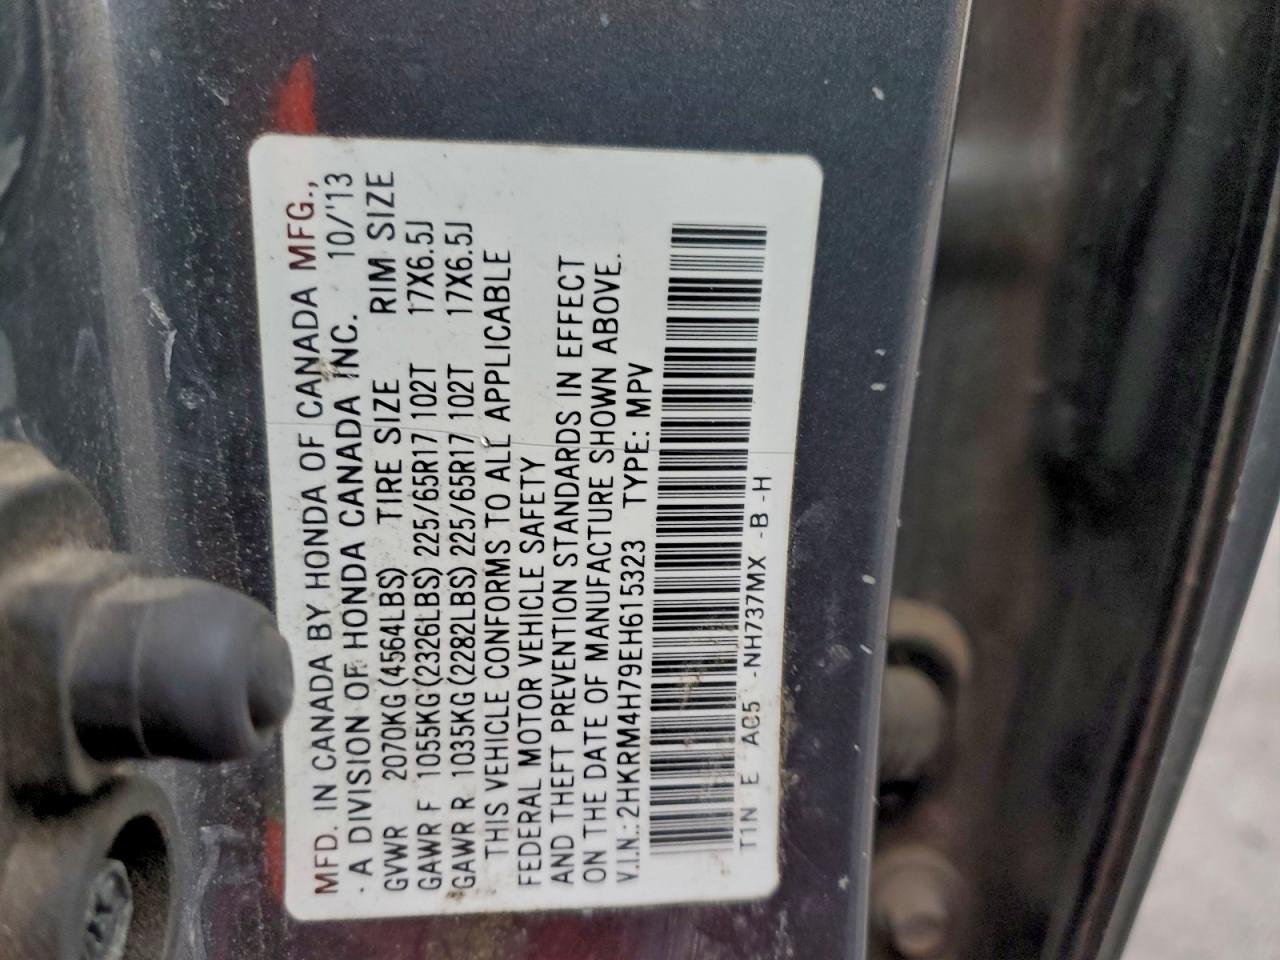 MFD. IN CANADA BY HONDA OF CANADA MFG.,
A DIVISION OF HONDA CANADA INC. 10/'13
GVWR 2070KG(4564LBS) TIRE SIZE RIM SIZE
GAWR F 1055KG(2326LBS) 225/65R17 102T 17X6.5J
GAWR R 1035KG(2282LBS) 225/65R17 102T 17X6.5J
THIS VEHICLE CONFORMS TO ALL APPLICABLE
FEDERAL MOTOR VEHICLE SAFETY
AND THEFT PREVENTION STANDARDS IN EFFECT
ON THE DATE OF MANUFACTURE SHOWN ABOVE.
V.I.N.: 2HKRM4H79EH615323 TYPE: MPV
T1N E AC5 -NH737MX -B -H